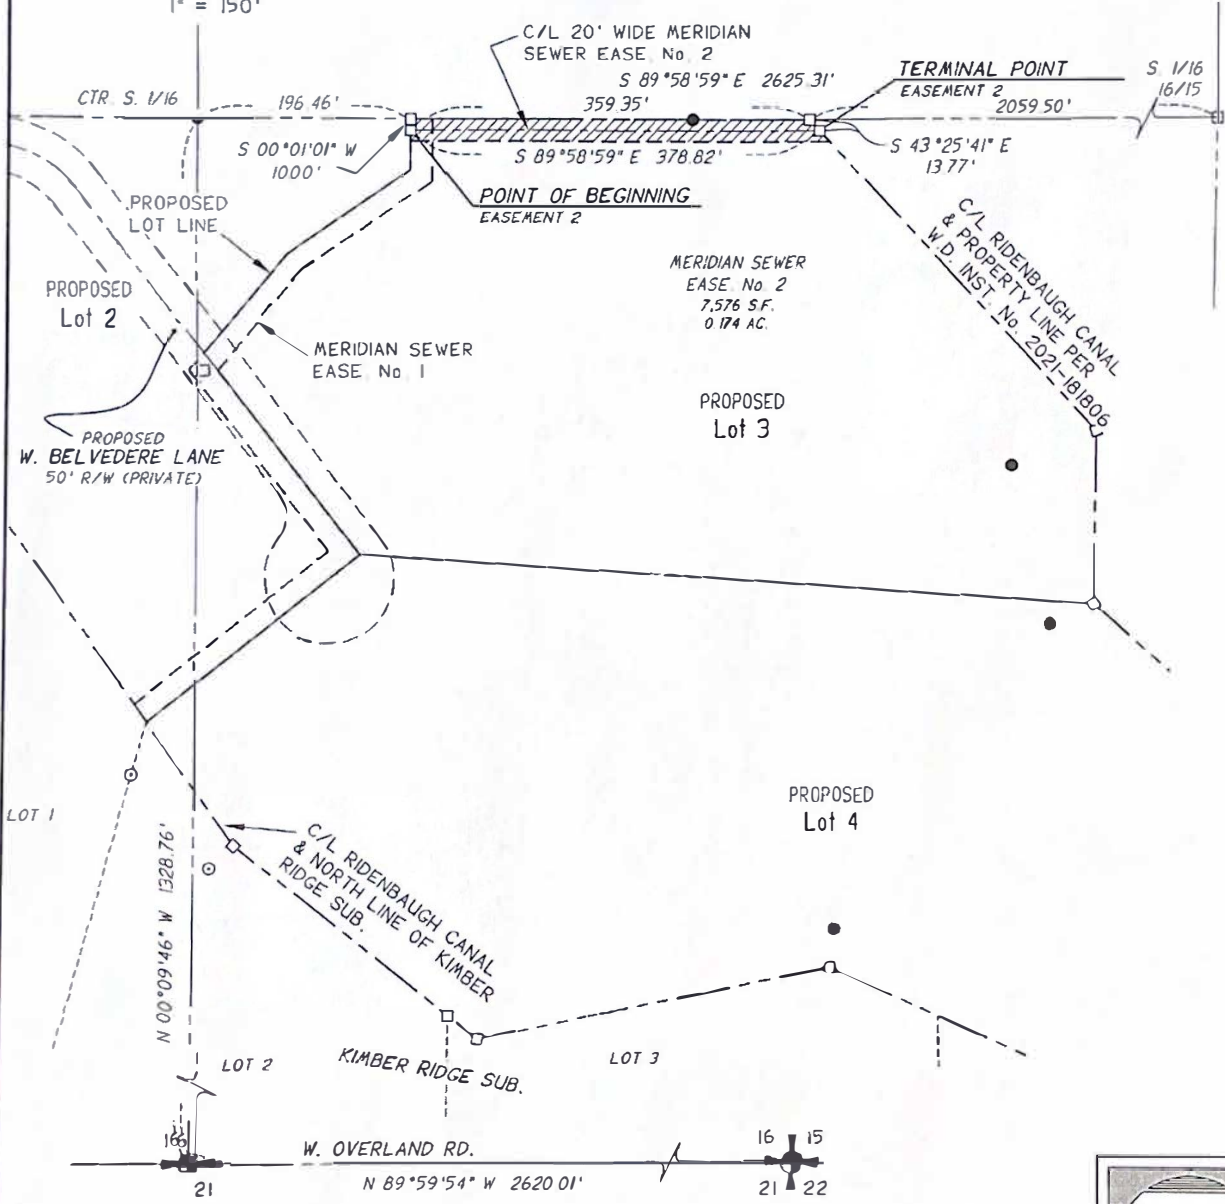 1" = 150'
C/L 20' WIDE MERIDIAN
SEWER EASE. No. 2
S 89°58'59" E 2625.31'
TERMINAL POINT
EASEMENT 2
S. 1/16
16/15
CTR. S. 1/16
196.46'
359.35'
2059.50'
S 00°01'01" W
10.00'
S 89°58'59" E 378.82'
S 43°25'41" E
13.77'
POINT OF BEGINNING
EASEMENT 2
PROPOSED
LOT LINE
PROPOSED
Lot 2
MERIDIAN SEWER
EASE. No. 2
7,576 S.F.
0.174 AC.
C/L RIDENBAUGH CANAL
& PROPERTY LINE PER
W.D. INST. No. 2021-181806
MERIDIAN SEWER
EASE. No. 1
PROPOSED
Lot 3
PROPOSED
W. BELVEDERE LANE
50' R/W (PRIVATE)
PROPOSED
Lot 4
LOT 1
N 00°09'46" W 1328.76'
C/L RIDENBAUGH CANAL
& NORTH LINE OF KIMBER
RIDGE SUB.
LOT 2
KIMBER RIDGE SUB.
LOT 3
W. OVERLAND RD.
16 15
N 89°59'54" W 2620.01'
21
21 22